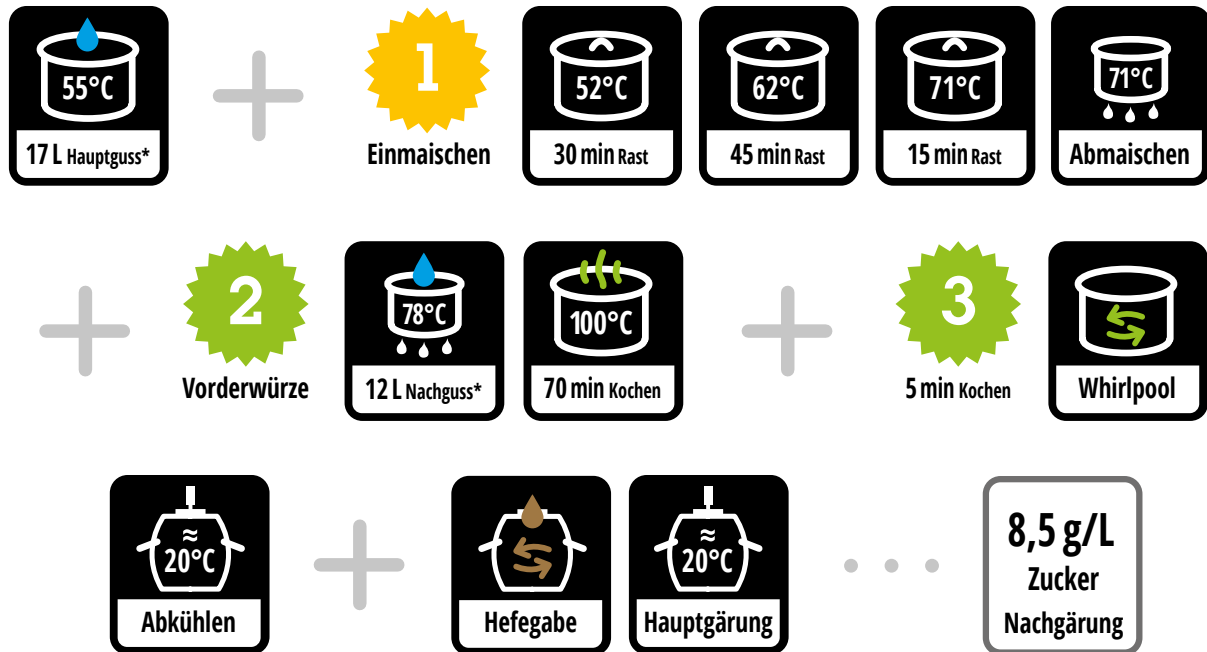 55°C
17 L Hauptguss*
1
Einmaischen
52°C
30 min Rast
62°C
45 min Rast
71°C
15 min Rast
71°C
Abmaischen
2
Vorderwürze
78°C
12 L Nachguss*
100°C
70 min Kochen
3
5 min Kochen
Whirlpool
≈
20°C
Abkühlen
Hefegabe
≈
20°C
Hauptgärung
8,5 g/L
Zucker
Nachgärung